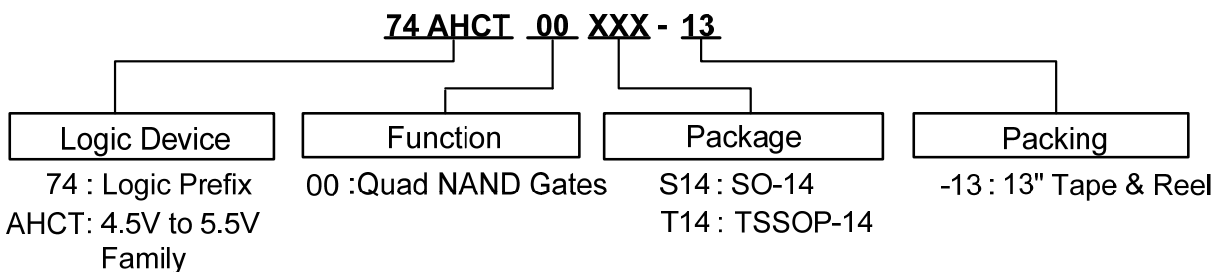 74 AHCT 00 XXX - 13
Logic Device
Function
Package
Packing
74 : Logic Prefix
00 :Quad NAND Gates
S14 : SO-14
-13 : 13" Tape & Reel
AHCT: 4.5V to 5.5V
T14 : TSSOP-14
Family